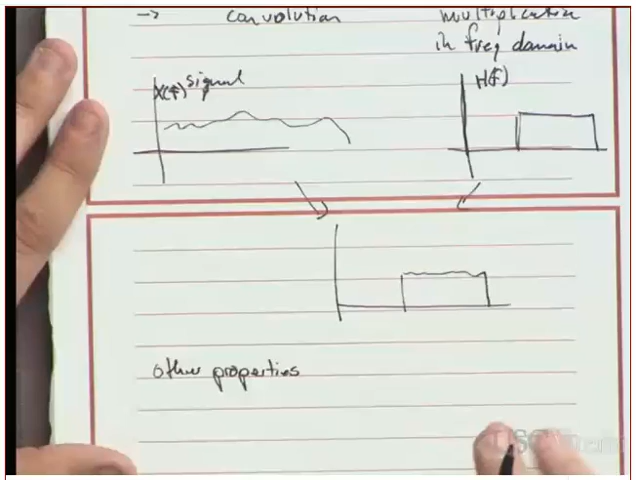 → convolution multiplication
in freq domain
X(f) signal
H(f)
other properties